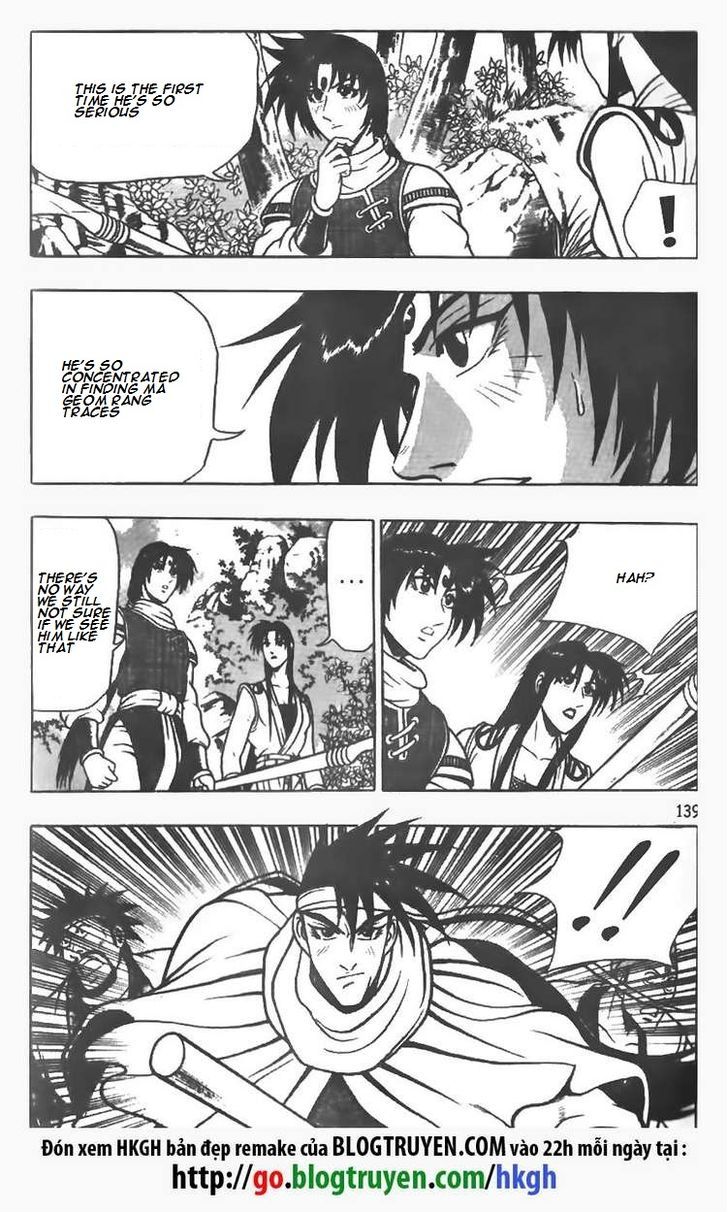 THIS IS THE FIRST
TIME HE'S SO
SERIOUS
!
HE'S SO
CONCENTRATED
IN FINDING MA
GEOM RANG
TRACES
THERE'S
NO WAY
WE STILL
NOT SURE
IF WE SEE
HIM LIKE
THAT
...
HAH?
139
!!
Đón xem HKGH bản đẹp remake của BLOGTRUYEN.COM vào 22h mỗi ngày tại :
http://go.blogtruyen.com/hkgh